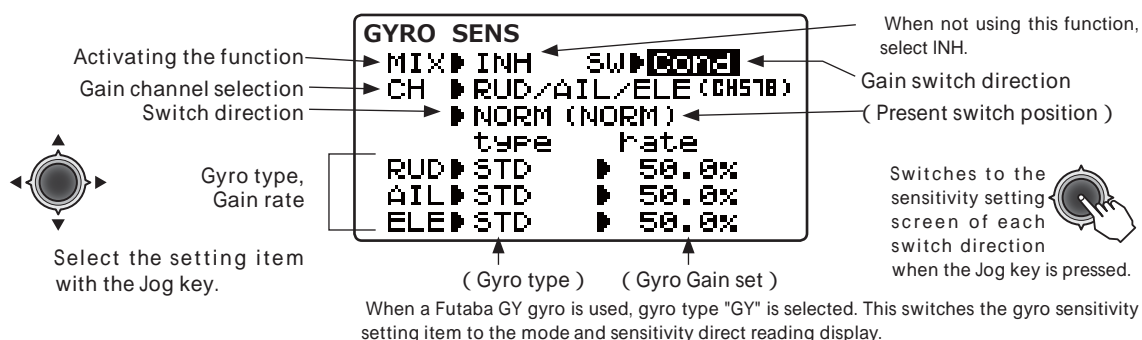 GYRO SENS
MIX▶INH SW▶Cond
CH ▶RUD/AIL/ELE(CH578)
▶NORM(NORM)
type rate
RUD▶STD ▶ 50.0%
AIL▶STD ▶ 50.0%
ELE▶STD ▶ 50.0%
Activating the function
Gain channel selection
Switch direction
Gyro type,
Gain rate
Select the setting item
with the Jog key.
When not using this function,
select INH.
Gain switch direction
( Present switch position )
Switches to the
sensitivity setting
screen of each
switch direction
when the Jog key is pressed.
( Gyro type )
( Gyro Gain set )
When a Futaba GY gyro is used, gyro type "GY" is selected. This switches the gyro sensitivity
setting item to the mode and sensitivity direct reading display.